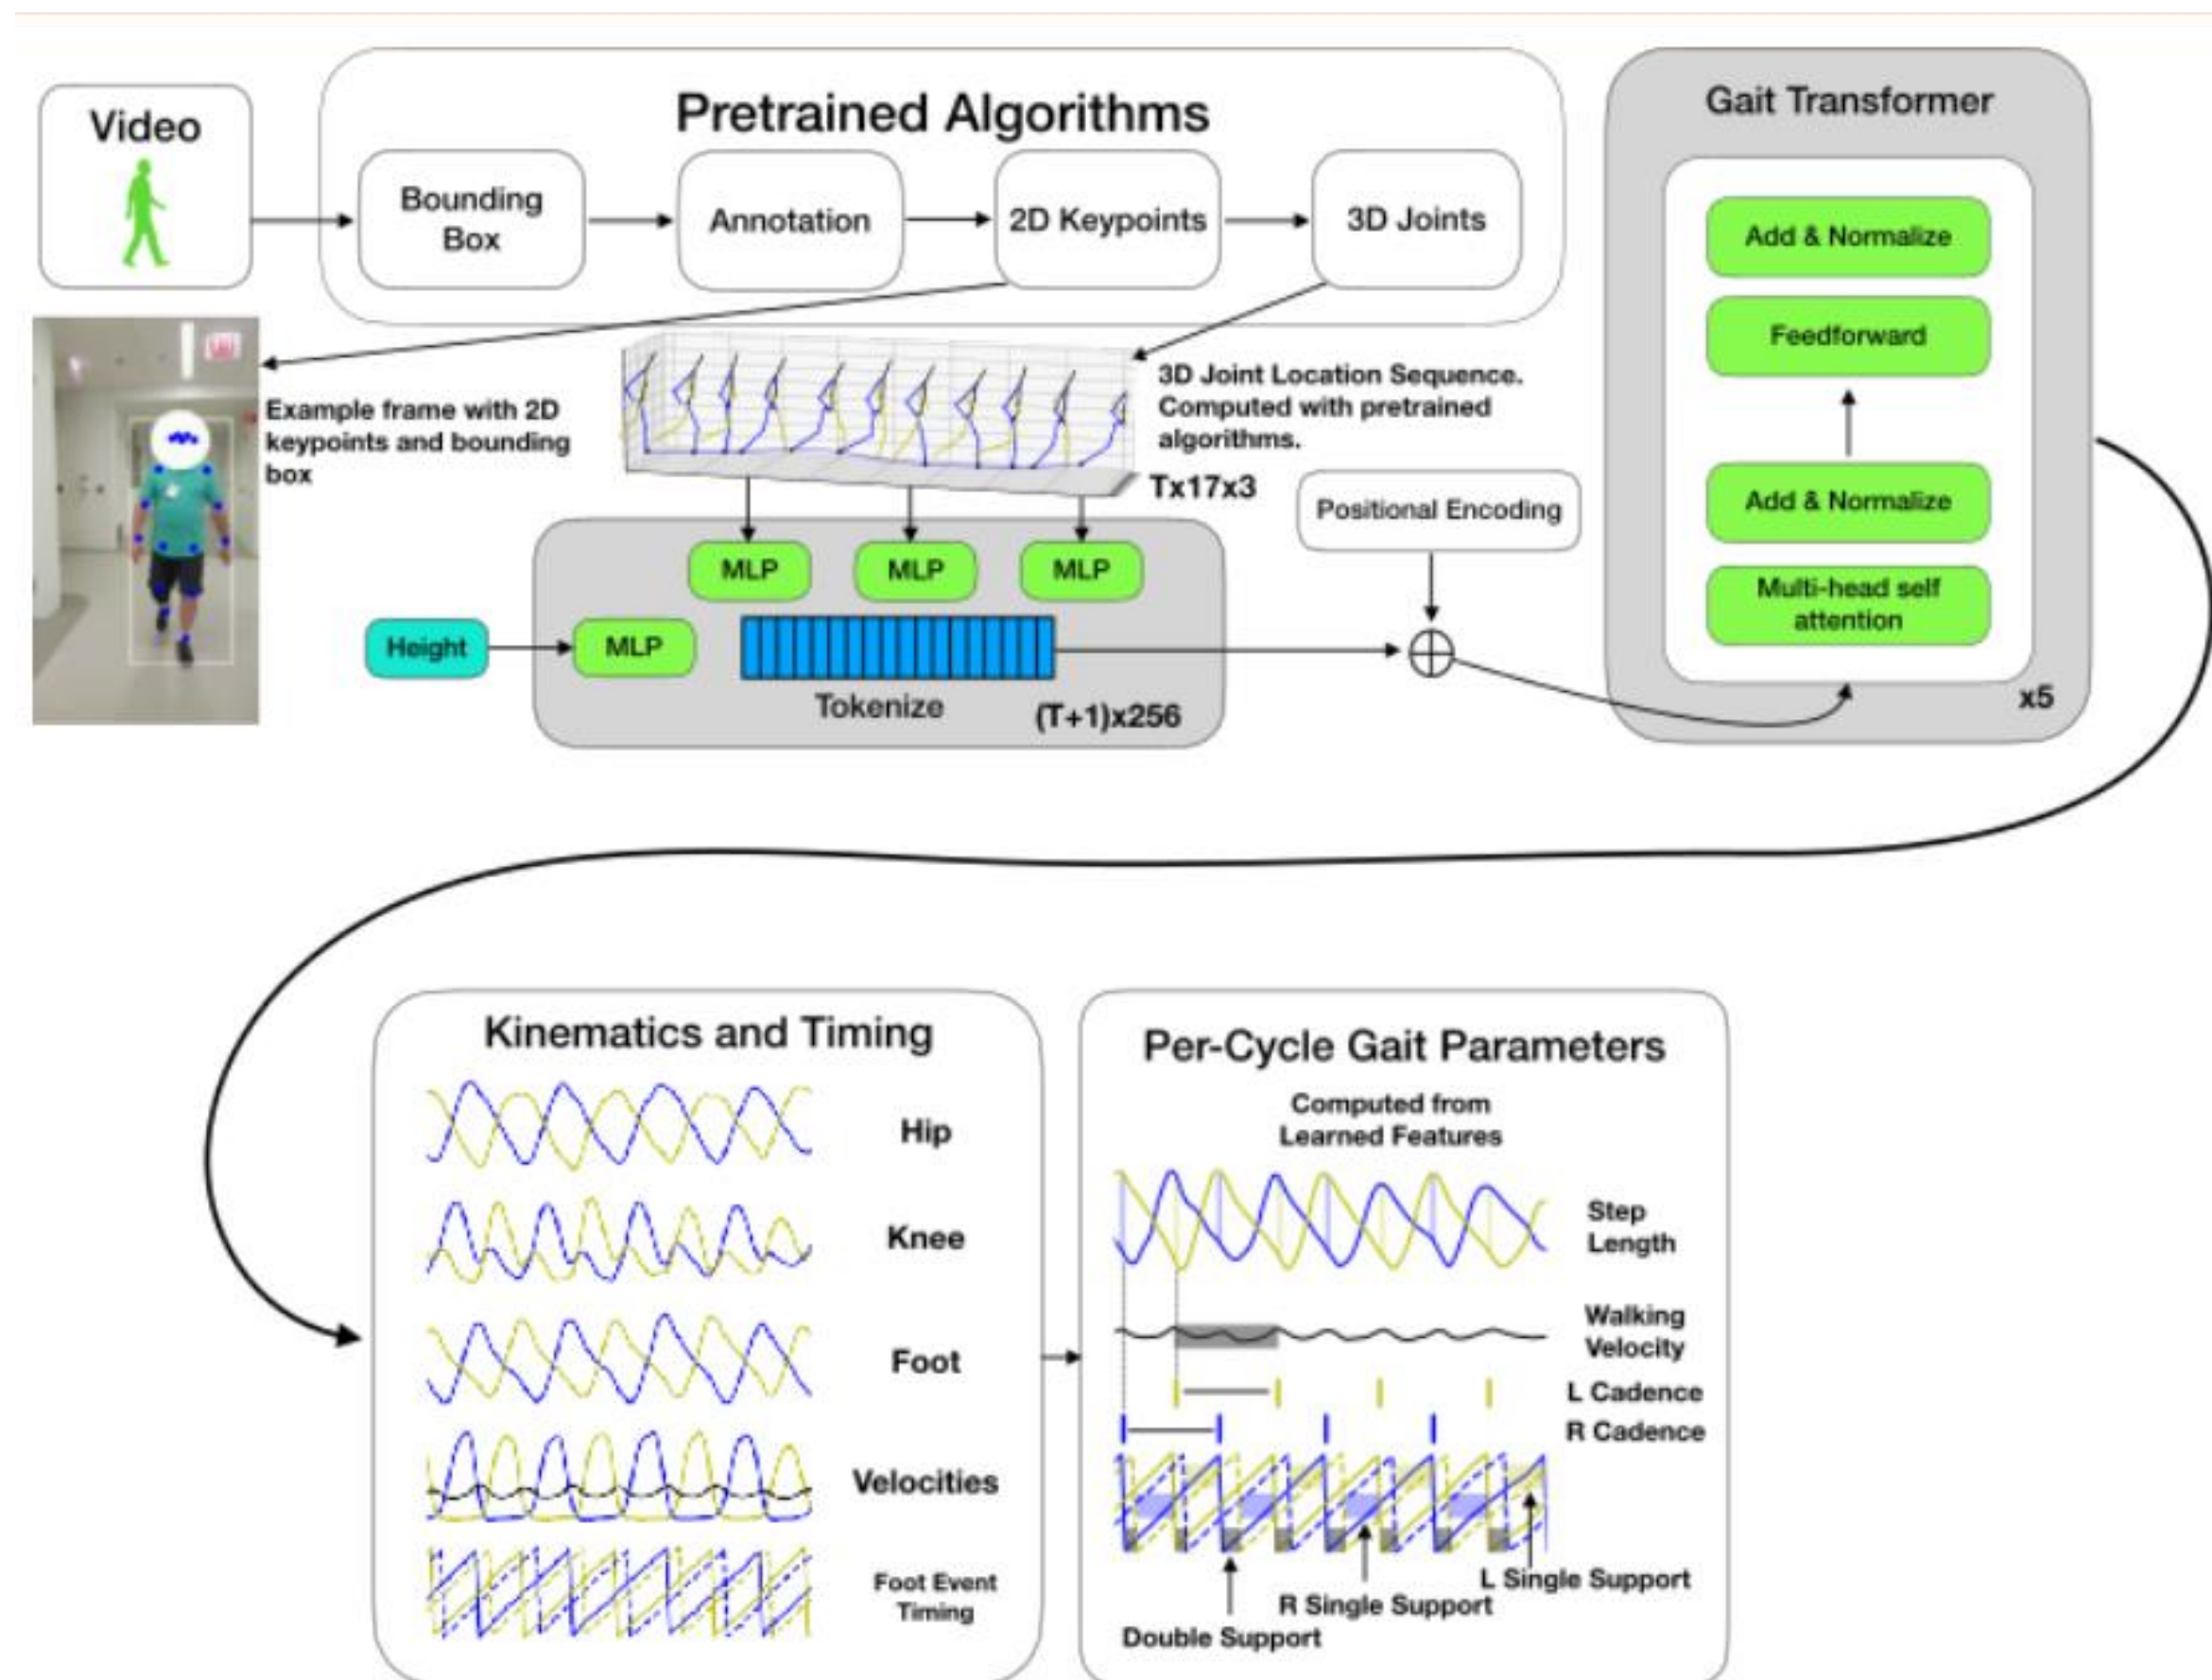 Pretrained Algorithms
Video
Bounding
Box
Annotation
2D Keypoints
3D Joints
Gait Transformer
Add & Normalize
Feedforward
Add & Normalize
Multi-head self
attention
x5
Example frame with 2D
keypoints and bounding
box
3D Joint Location Sequence.
Computed with pretrained
algorithms.
Tx17x3
Positional Encoding
MLP
MLP
MLP
Height
MLP
Tokenize
(T+1)x256
Kinematics and Timing
Hip
Knee
Foot
Velocities
Foot Event
Timing
Per-Cycle Gait Parameters
Computed from
Learned Features
Step
Length
Walking
Velocity
L Cadence
R Cadence
L Single Support
R Single Support
Double Support